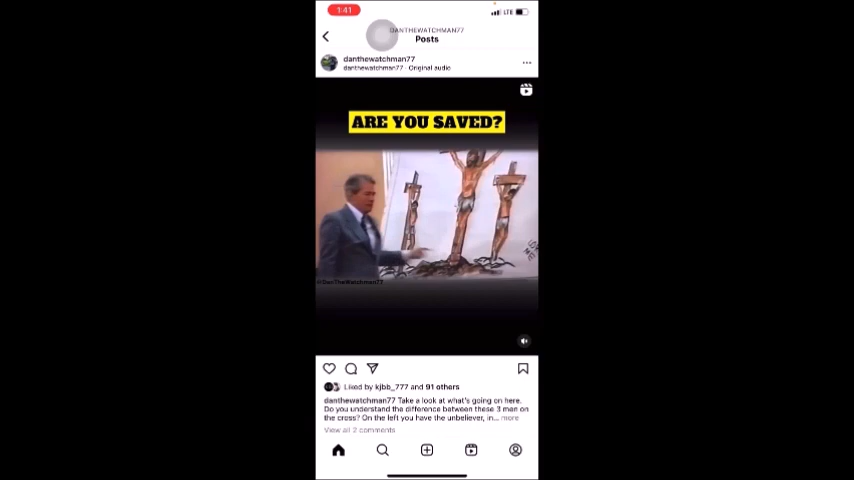 1:41
LTE
DANTHEWATCHMAN77
Posts
danthewatchman77
danthewatchman77 · Original audio
ARE YOU SAVED?
@DanTheWatchman77
Liked by kjbb_777 and 91 others
danthewatchman77 Take a look at what's going on here.
Do you understand the difference between these 3 men on
the cross? On the left you have the unbeliever, in... more
View all 2 comments